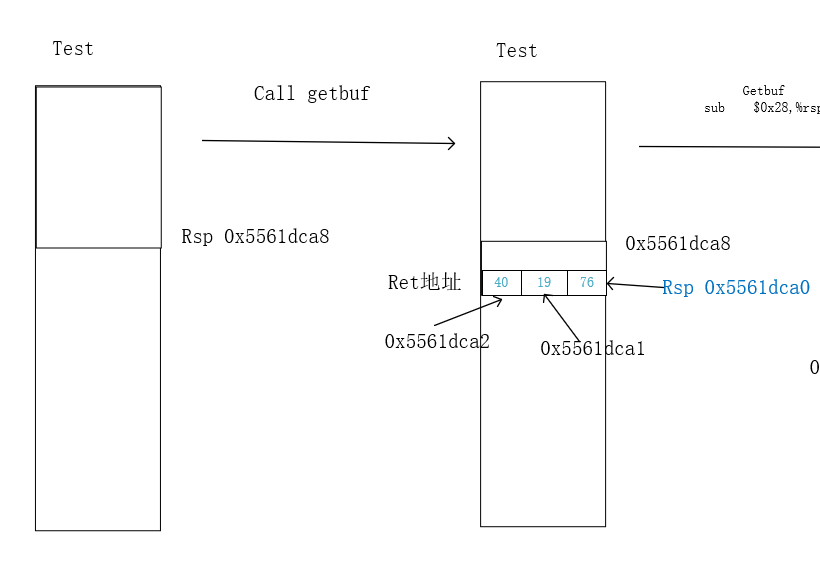 Test
Test
Call getbuf
Getbuf
sub $0x28,%rsp
Rsp 0x5561dca8
0x5561dca8
Ret地址
40 19 76
Rsp 0x5561dca0
0x5561dca2
0x5561dca1
0